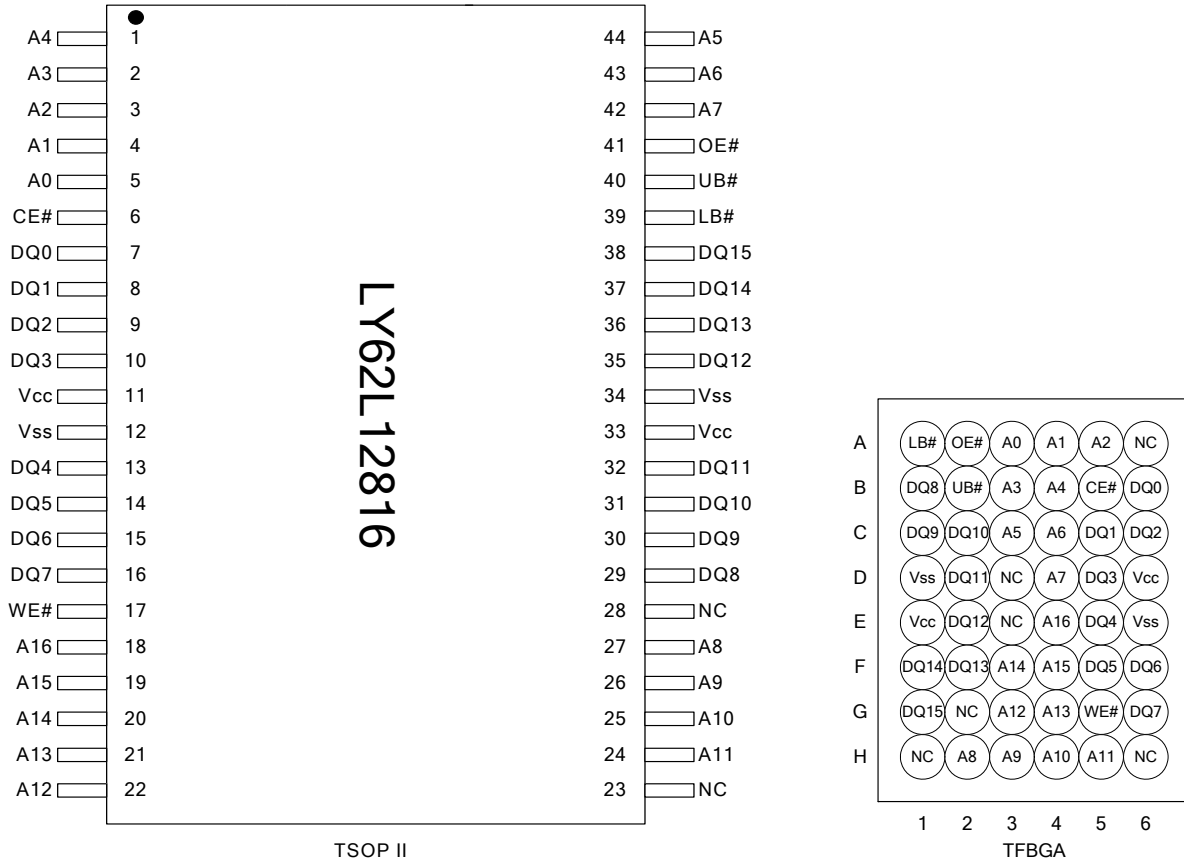 A4 1 44 A5
A3 2 43 A6
A2 3 42 A7
A1 4 41 OE#
A0 5 40 UB#
CE# 6 39 LB#
DQ0 7 38 DQ15
DQ1 8 37 DQ14
DQ2 9 36 DQ13
DQ3 10 35 DQ12
Vcc 11 34 Vss
Vss 12 33 Vcc
DQ4 13 32 DQ11
DQ5 14 31 DQ10
DQ6 15 30 DQ9
DQ7 16 29 DQ8
WE# 17 28 NC
A16 18 27 A8
A15 19 26 A9
A14 20 25 A10
A13 21 24 A11
A12 22 23 NC
LY62L12816
TSOP II
A LB# OE# A0 A1 A2 NC
B DQ8 UB# A3 A4 CE# DQ0
C DQ9 DQ10 A5 A6 DQ1 DQ2
D Vss DQ11 NC A7 DQ3 Vcc
E Vcc DQ12 NC A16 DQ4 Vss
F DQ14 DQ13 A14 A15 DQ5 DQ6
G DQ15 NC A12 A13 WE# DQ7
H NC A8 A9 A10 A11 NC
1 2 3 4 5 6
TFBGA